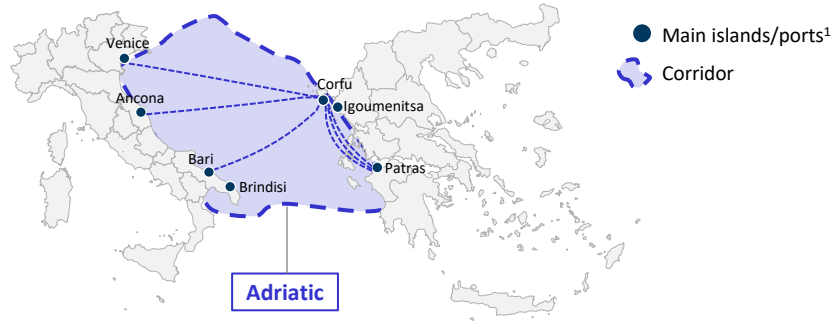 Venice
Ancona
Bari
Brindisi
Corfu
Igoumenitsa
Patras
Adriatic
Main islands/ports¹
Corridor